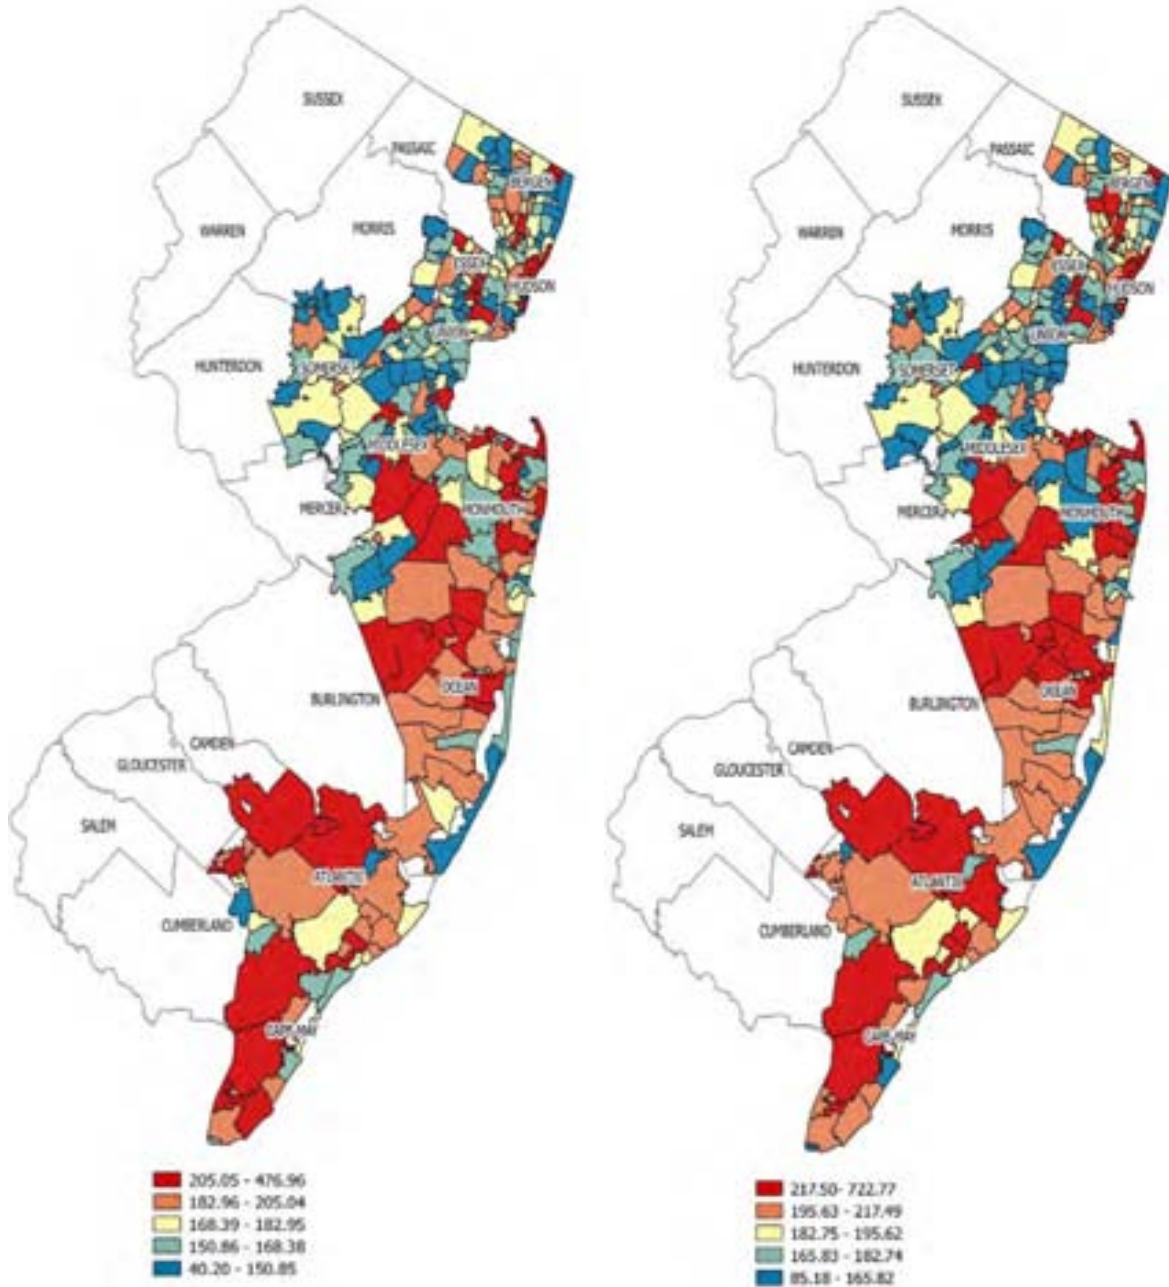 SUSSEX
PASSAIC
BERGEN
WARREN
MORRIS
ESSEX
HUDSON
UNION
HUNTERDON
SOMERSET
MIDDLESEX
MERCER
MONMOUTH
OCEAN
BURLINGTON
CAMDEN
GLOUCESTER
SALEM
ATLANTIC
CUMBERLAND
CAPE MAY
205.05 - 476.96
182.96 - 205.04
168.39 - 182.95
150.86 - 168.38
40.20 - 150.85
SUSSEX
PASSAIC
BERGEN
WARREN
MORRIS
ESSEX
HUDSON
UNION
HUNTERDON
SOMERSET
MIDDLESEX
MERCER
MONMOUTH
OCEAN
BURLINGTON
CAMDEN
GLOUCESTER
SALEM
ATLANTIC
CUMBERLAND
CAPE MAY
217.50- 722.77
195.63 - 217.49
182.75 - 195.62
165.83 - 182.74
85.18 - 165.82